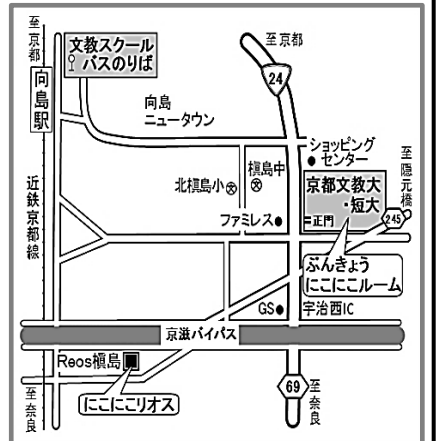 至京都
文教スクール
バスのりば
至京都
24
向島駅
向島
ニュータウン
ショッピング
センター
至隠元橋
槇島中
北槇島小
京都文教大
・短大
近鉄京都線
ファミレス
正門
245
ぶんきょう
にこにこルーム
GS
宇治西IC
京滋バイパス
Reos槇島
にこにこリオス
69
至奈良
至奈良